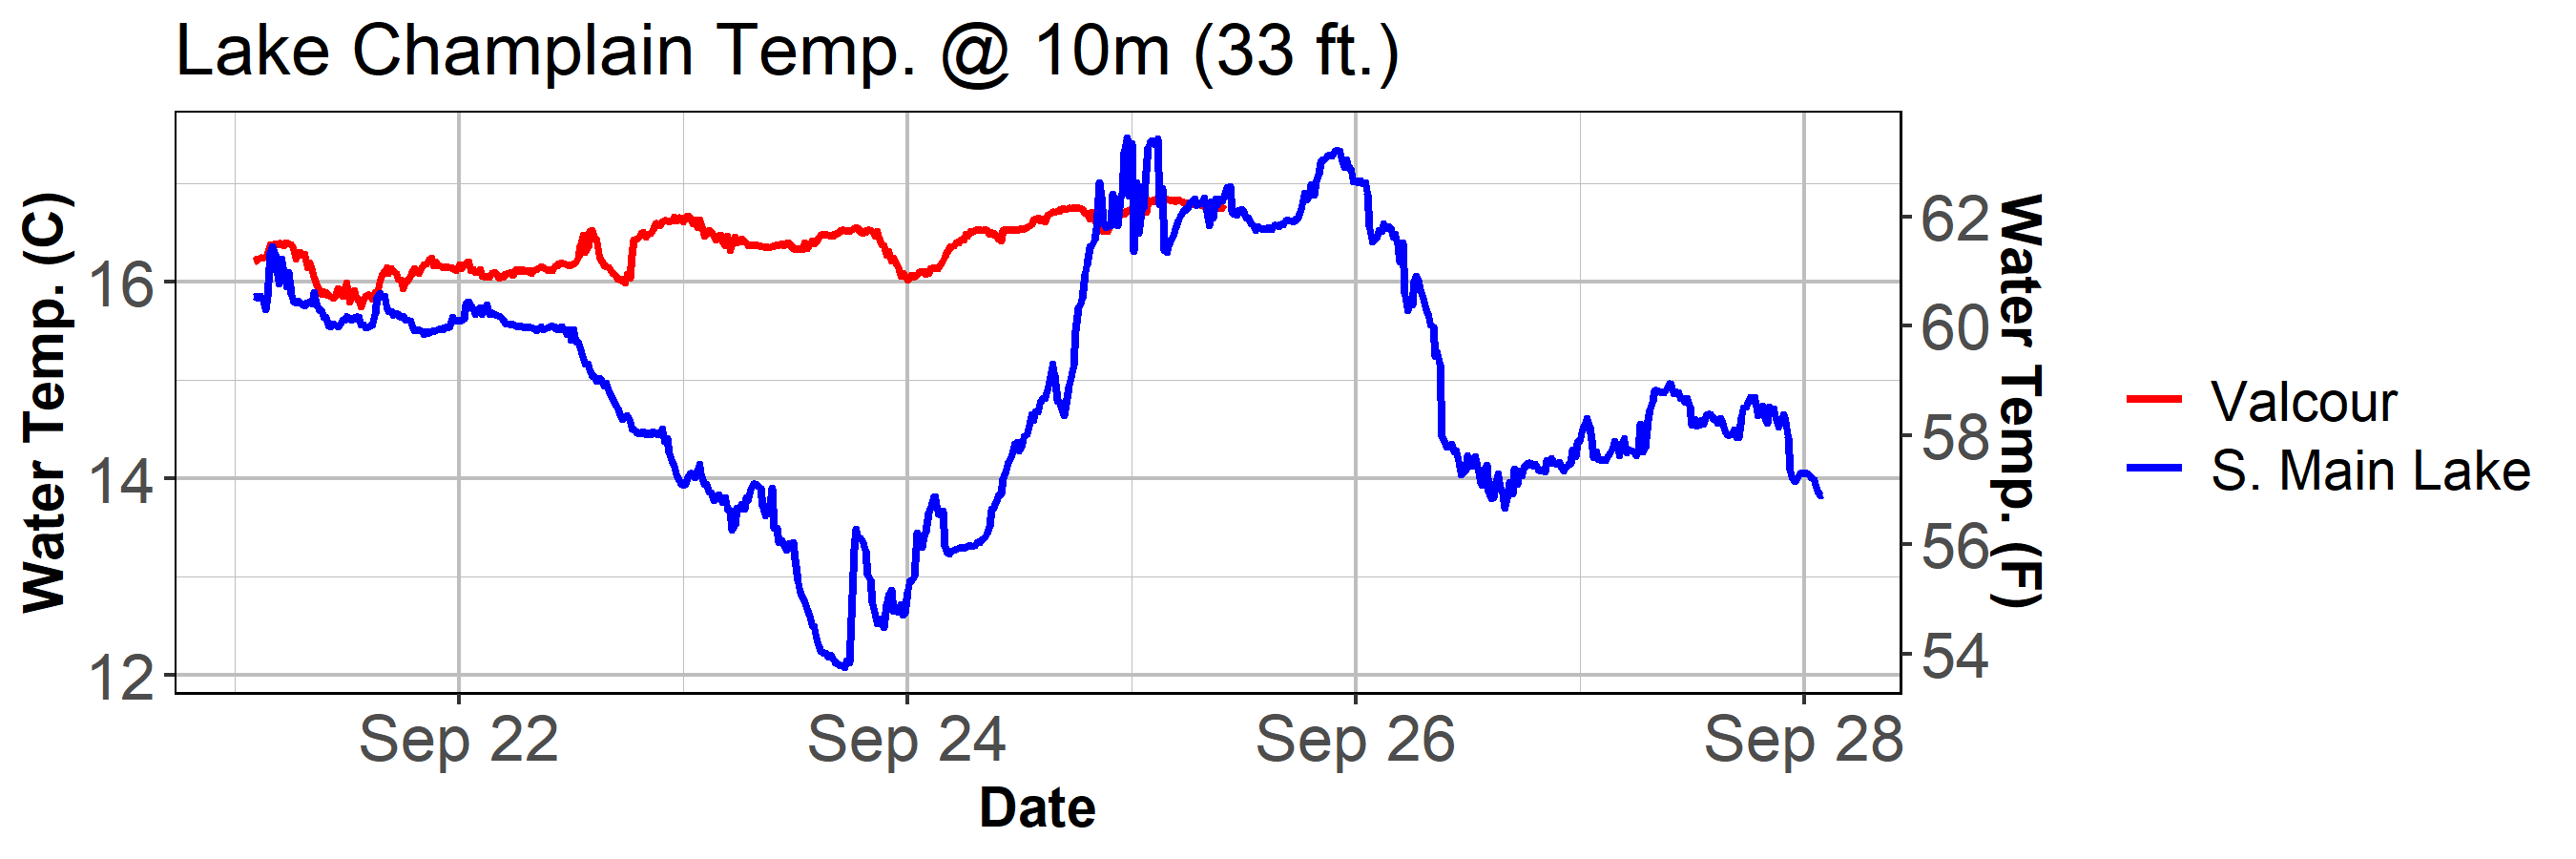 Lake Champlain Temp. @ 10m (33 ft.)
Water Temp. (C)
16
14
12
62
60
58
56
54
Water Temp. (F)
Sep 22
Sep 24
Sep 26
Sep 28
Date
Valcour
S. Main Lake